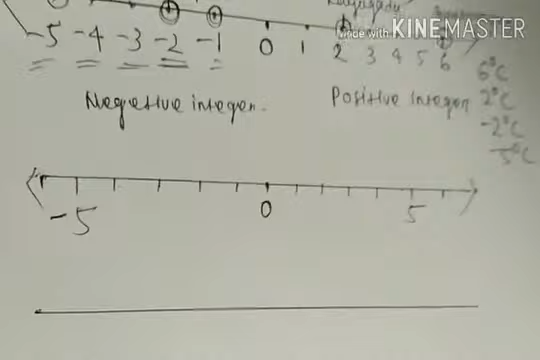 Made with KINEMASTER
-5 -4 -3 -2 -1 0 1 2 3 4 5 6
6°C
Negative integer. Positive integer 2°C
-2°C
-5°C
-5 0 5